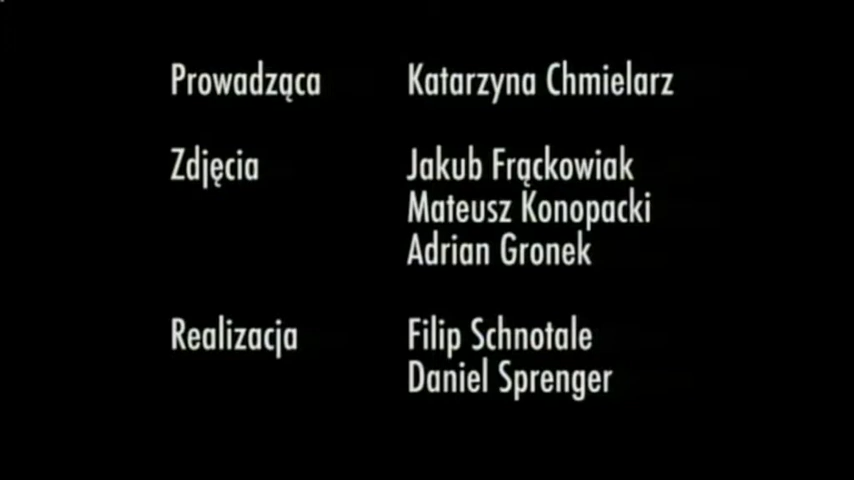 Prowadząca Katarzyna Chmielarz
Zdjęcia Jakub Frąckowiak
Mateusz Konopacki
Adrian Gronek
Realizacja Filip Schnotale
Daniel Sprenger